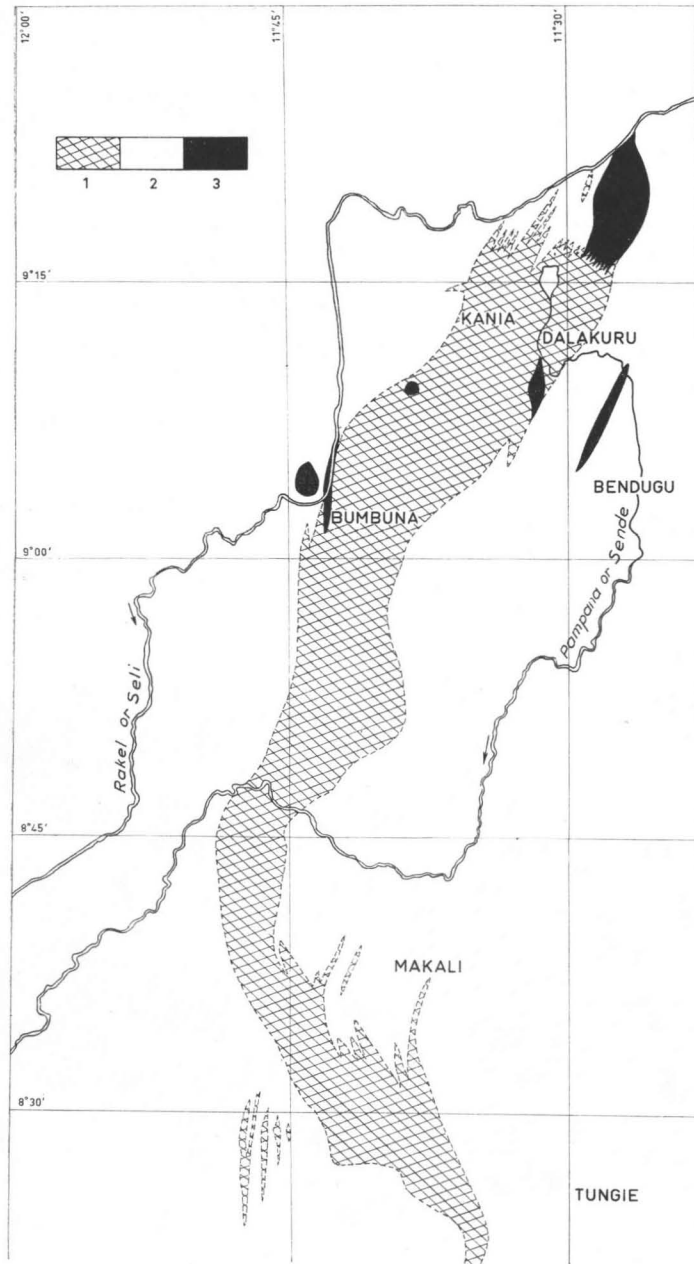 12°00'
11°45'
11°30'
1 2 3
9°15'
KANIA
DALAKURU
BENDUGU
BUMBUNA
9°00'
Pampana or Sende
Rakel or Seli
8°45'
MAKALI
8°30'
TUNGIE